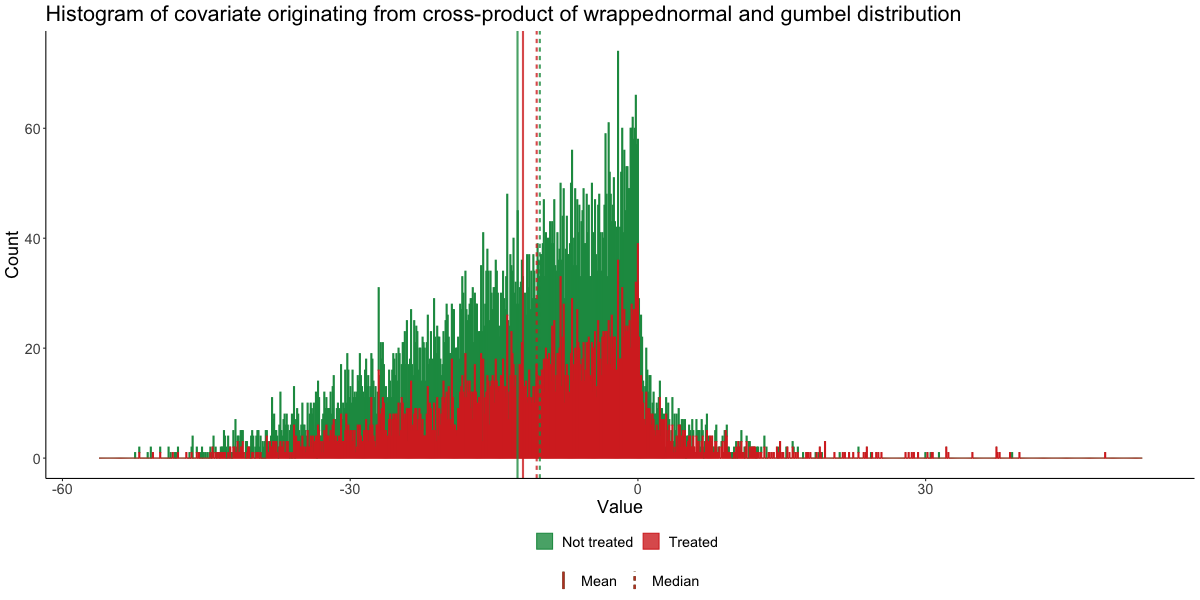 Histogram of covariate originating from cross-product of wrappednormal and gumbel distribution
Count
60
40
20
0
-60 -30 0 30
Value
Not treated Treated
Mean Median